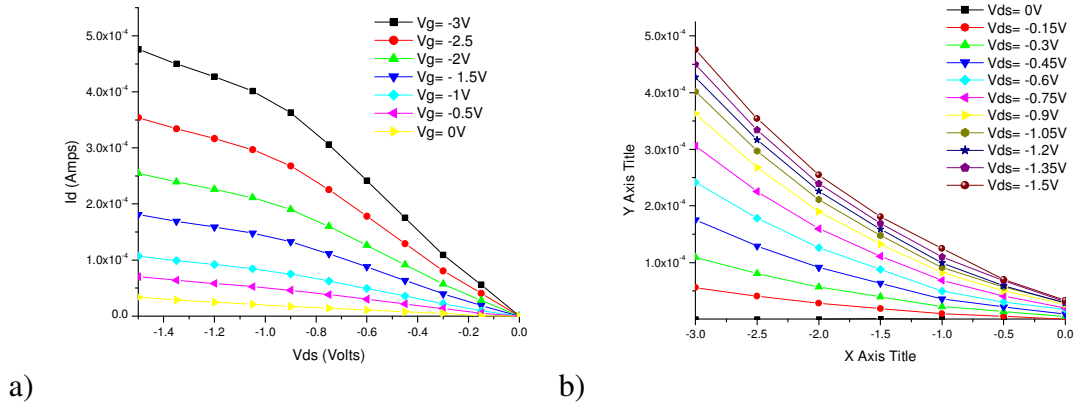 5.0x10⁻⁴
4.0x10⁻⁴
3.0x10⁻⁴
2.0x10⁻⁴
1.0x10⁻⁴
0.0
Id (Amps)
-1.4 -1.2 -1.0 -0.8 -0.6 -0.4 -0.2 0.0
Vds (Volts)
Vg= -3V
Vg= -2.5
Vg= -2V
Vg= - 1.5V
Vg= -1V
Vg= -0.5V
Vg= 0V
a)
5.0x10⁻⁴
4.0x10⁻⁴
3.0x10⁻⁴
2.0x10⁻⁴
1.0x10⁻⁴
Y Axis Title
-3.0 -2.5 -2.0 -1.5 -1.0 -0.5 0.0
X Axis Title
Vds= 0V
Vds= -0.15V
Vds= -0.3V
Vds= -0.45V
Vds= -0.6V
Vds= -0.75V
Vds= -0.9V
Vds= -1.05V
Vds= -1.2V
Vds= -1.35V
Vds= -1.5V
b)